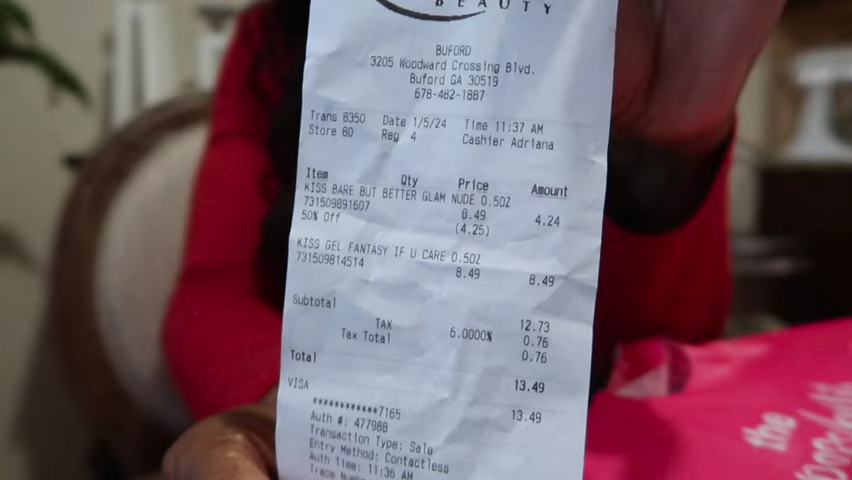 BEAUTY
BUFORD
3205 Woodward Crossing Blvd.
Buford GA 30519
678-482-1887
Trans 8350 Date 1/5/24 Time 11:37 AM
Store 80 Reg 4 Cashier Adriana
Item Qty Price Amount
KISS BARE BUT BETTER GLAM NUDE 0.5OZ
731509891607 8.49 4.24
50% Off (4.25)
KISS GEL FANTASY IF U CARE 0.5OZ
731509814514 8.49 8.49
Subtotal 12.73
TAX 6.0000% 0.76
Tax Total 0.76
Total 13.49
VISA 13.49
************7165
Auth #: 477988
Transaction Type: Sale
Entry Method: Contactless
Auth Time: 11:36 AM
Trace
the